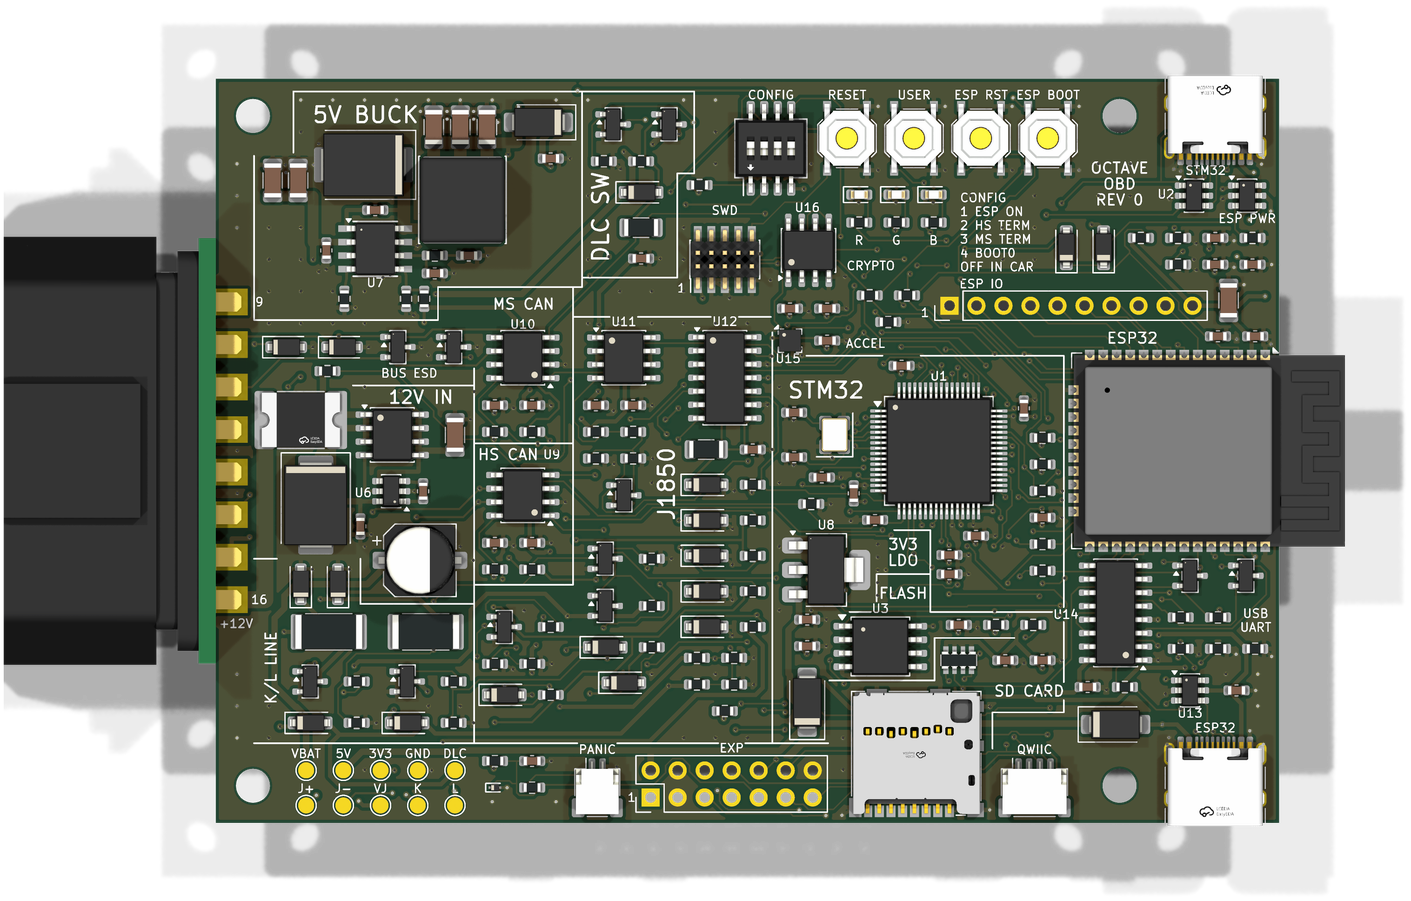 CONFIG
RESET
USER
ESP RST
ESP BOOT
5V BUCK
DLC SW
STM32
OCTAVE
OBD
REV 0
U2
ESP PWR
CONFIG
1 ESP ON
2 HS TERM
3 MS TERM
4 BOOT0
OFF IN CAR
SWD
U16
R
G
B
CRYPTO
U7
1
ESP IO
1
9
MS CAN
U10
U11
U12
U15
ACCEL
ESP32
BUS ESD
12V IN
STM32
U1
HS CAN
U9
J1850
U6
+
U8
3V3
LDO
FLASH
U3
U14
USB
UART
16
+12V
K/L LINE
SD CARD
U13
ESP32
VBAT
5V
3V3
GND
DLC
J+
J-
VJ
K
L
PANIC
EXP
1
QWIIC